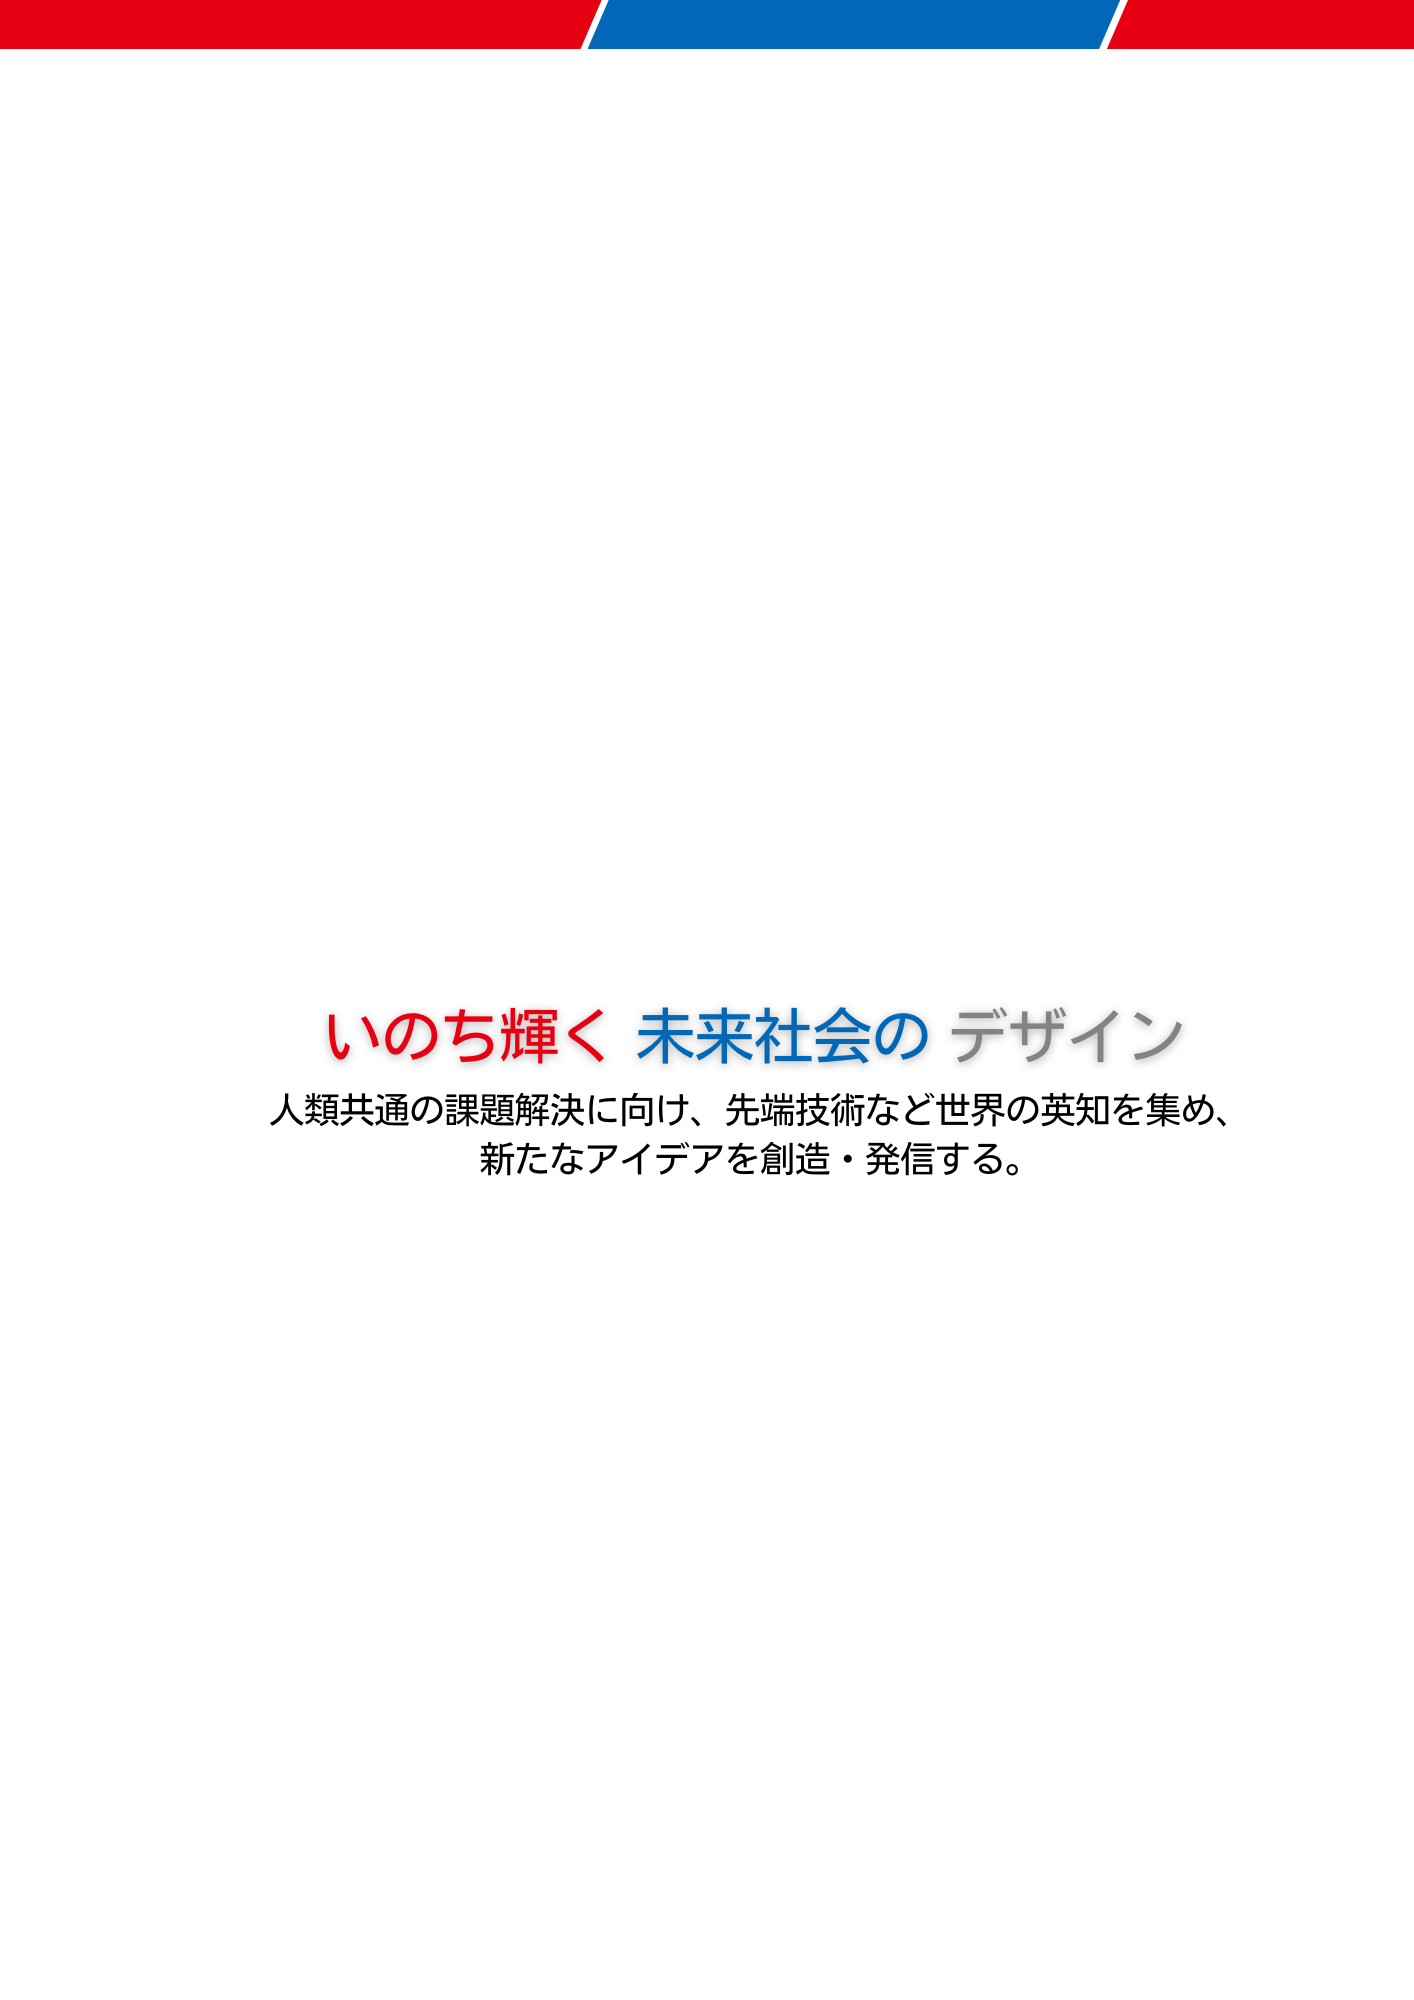 いのち輝く 未来社会の デザイン
人類共通の課題解決に向け、先端技術など世界の英知を集め、
新たなアイデアを創造・発信する。